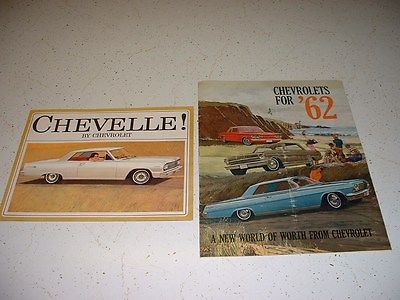 CHEVELLE!
BY CHEVROLET
CHEVROLETS
FOR '62
A NEW WORLD OF WORTH FROM CHEVROLET